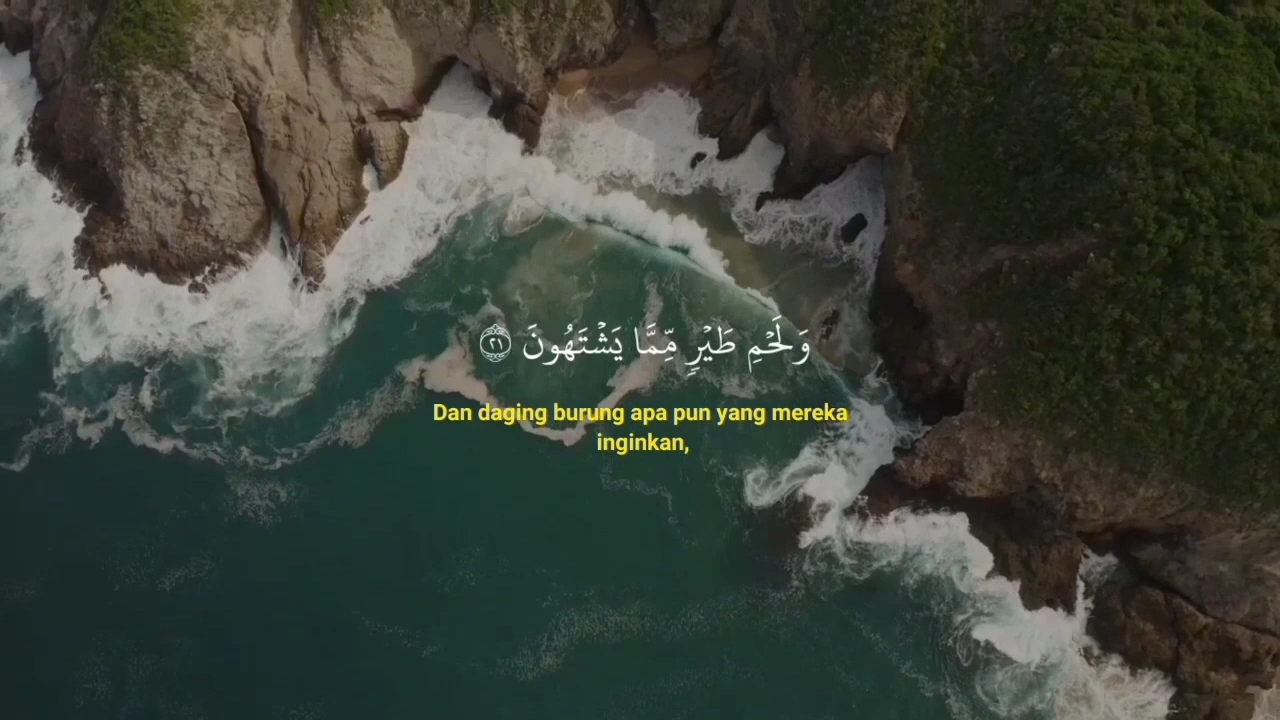 وَلَحْمِ طَيْرٍ مِّمَّا يَشْتَهُونَ ٢١
Dan daging burung apa pun yang mereka
inginkan,